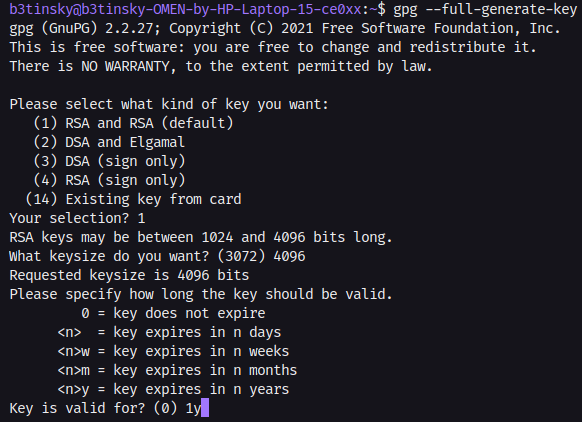 b3tinsky@b3tinsky-OMEN-by-HP-Laptop-15-ce0xx:~$ gpg --full-generate-key
gpg (GnuPG) 2.2.27; Copyright (C) 2021 Free Software Foundation, Inc.
This is free software: you are free to change and redistribute it.
There is NO WARRANTY, to the extent permitted by law.

Please select what kind of key you want:
   (1) RSA and RSA (default)
   (2) DSA and Elgamal
   (3) DSA (sign only)
   (4) RSA (sign only)
  (14) Existing key from card
Your selection? 1
RSA keys may be between 1024 and 4096 bits long.
What keysize do you want? (3072) 4096
Requested keysize is 4096 bits
Please specify how long the key should be valid.
         0 = key does not expire
      <n>  = key expires in n days
      <n>w = key expires in n weeks
      <n>m = key expires in n months
      <n>y = key expires in n years
Key is valid for? (0) 1y